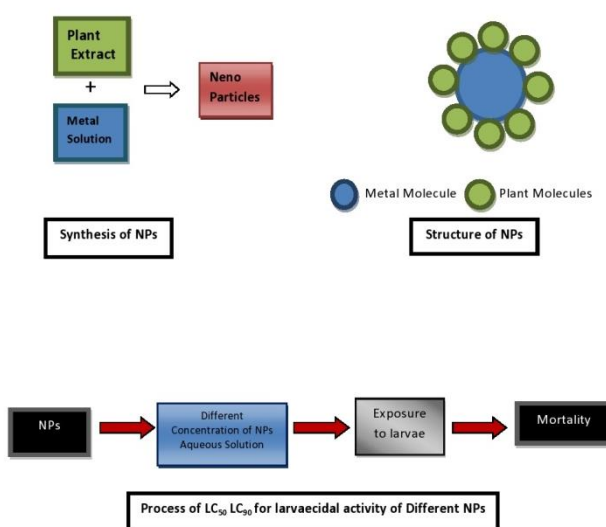 Plant
Extract
+
Metal
Solution
Neno
Particles
Metal Molecule
Plant Molecules
Synthesis of NPs
Structure of NPs
NPs
Different
Concentration of NPs
Aqueous Solution
Exposure
to larvae
Mortality
Process of LC₅₀ LC₉₀ for larvaecidal activity of Different NPs